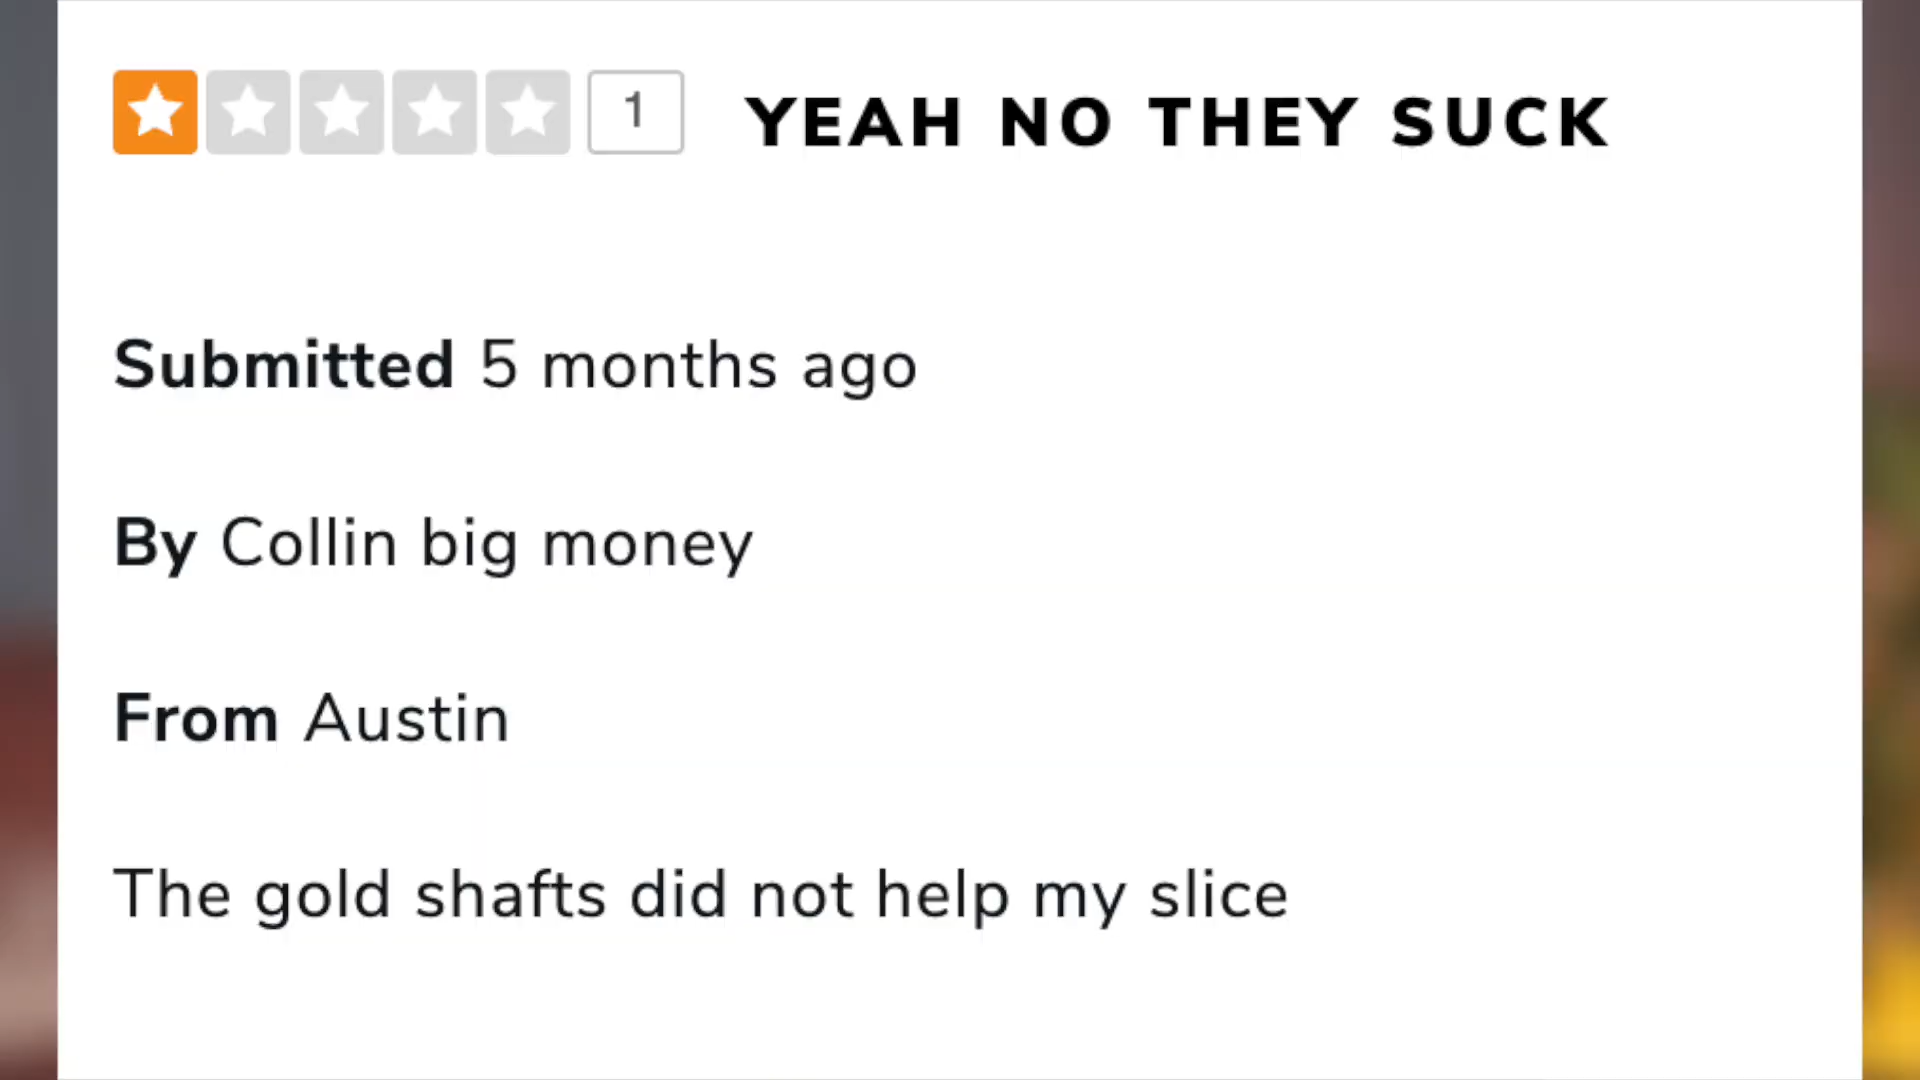 1 YEAH NO THEY SUCK
Submitted 5 months ago
By Collin big money
From Austin
The gold shafts did not help my slice